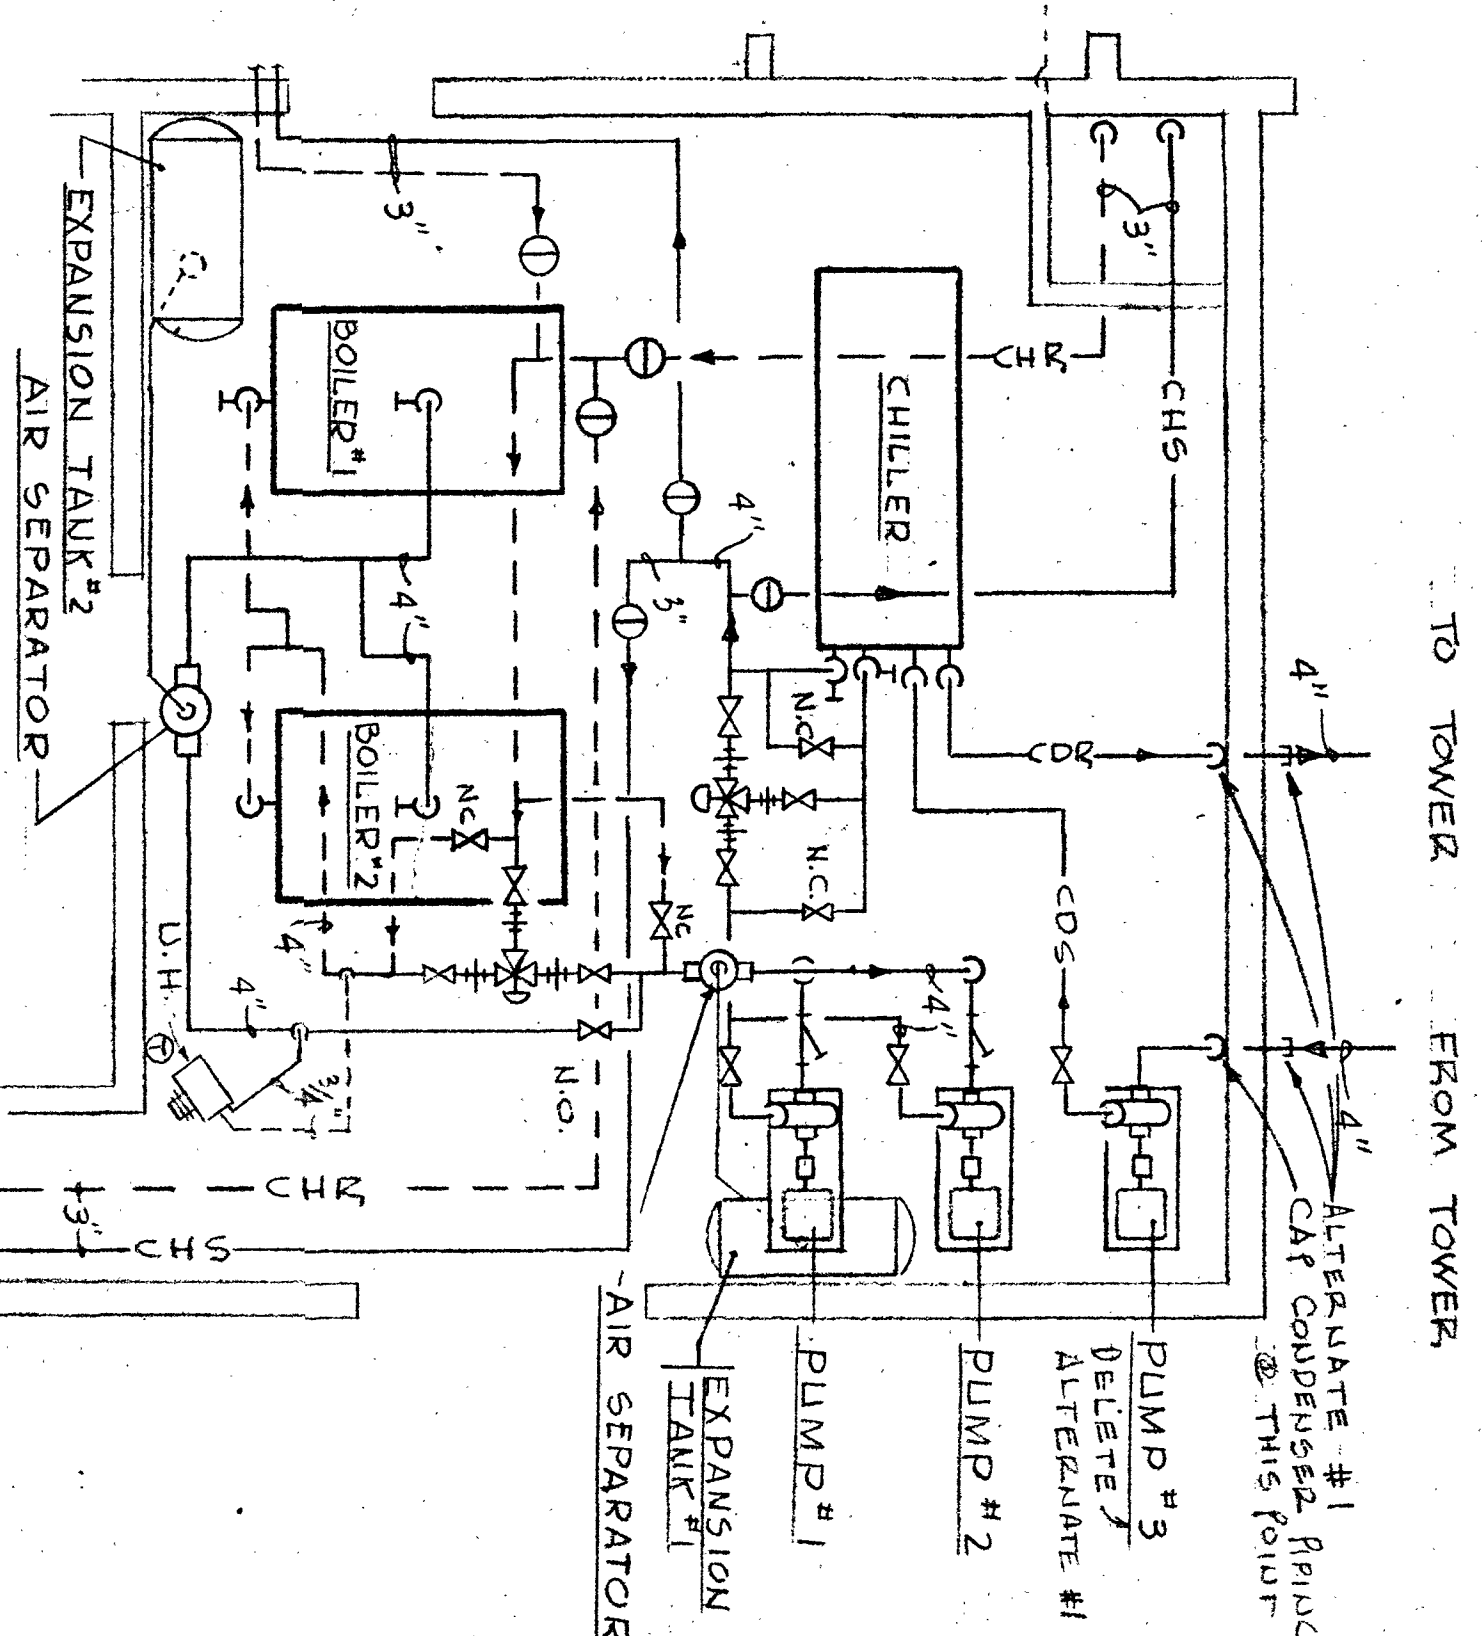 TO TOWER
FROM TOWER
4"
4"
ALTERNATE #1
CAP CONDENSER PIPING
@ THIS POINT
3"
CHS
CHR
CHILLER
CDR
CDS
PUMP #3
DELETE
ALTERNATE #1
PUMP #2
PUMP #1
4"
N.C.
N.C.
4"
3"
EXPANSION
TANK #1
AIR SEPARATOR
NC
N.O.
3"
BOILER #1
4"
NC
BOILER #2
4"
3/4"
4"
U.H.
T
CHR
3"
CHS
EXPANSION TANK #2
AIR SEPARATOR